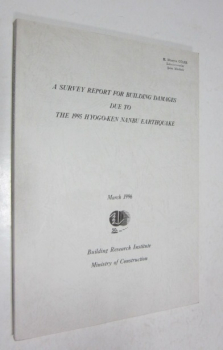 A SURVEY REPORT FOR BUILDING DAMAGES
DUE TO
THE 1995 HYOGO-KEN NANBU EARTHQUAKE
March 1996
Building Research Institute
Ministry of Construction